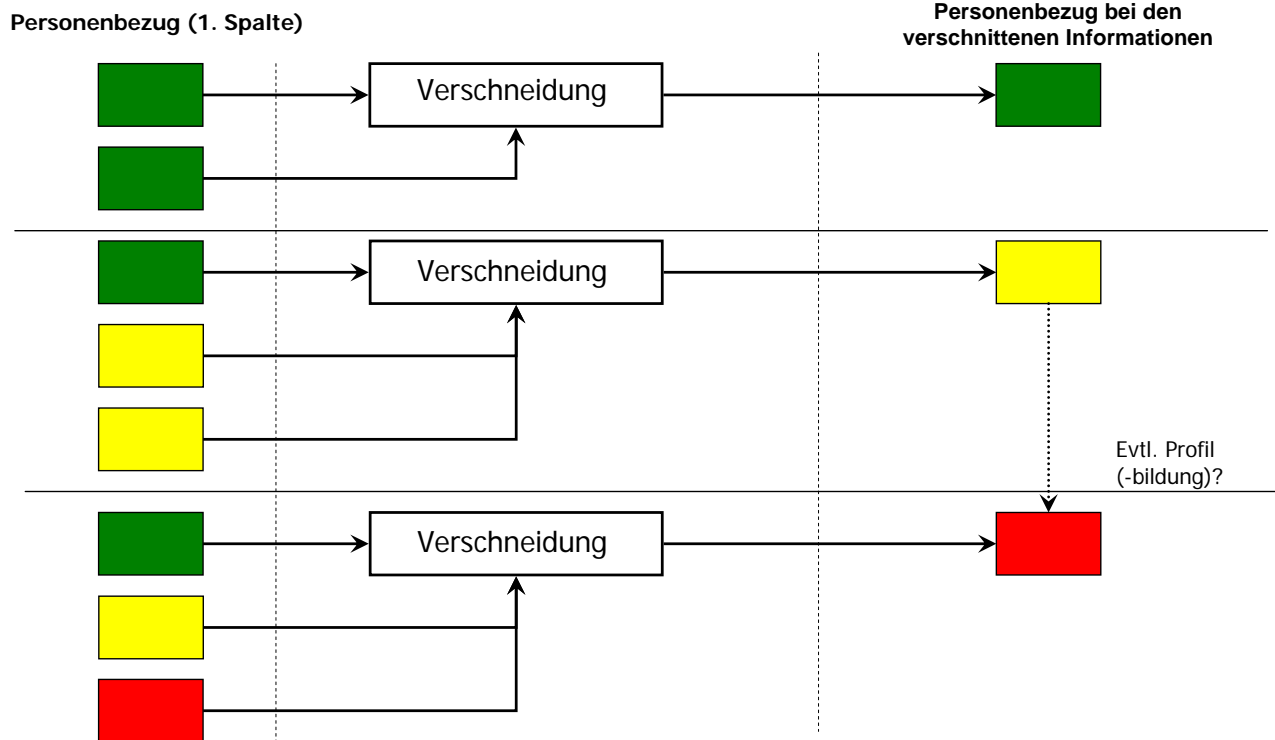 Personenbezug (1. Spalte)
Personenbezug bei den
verschnittenen Informationen
Verschneidung
Verschneidung
Evtl. Profil
(-bildung)?
Verschneidung